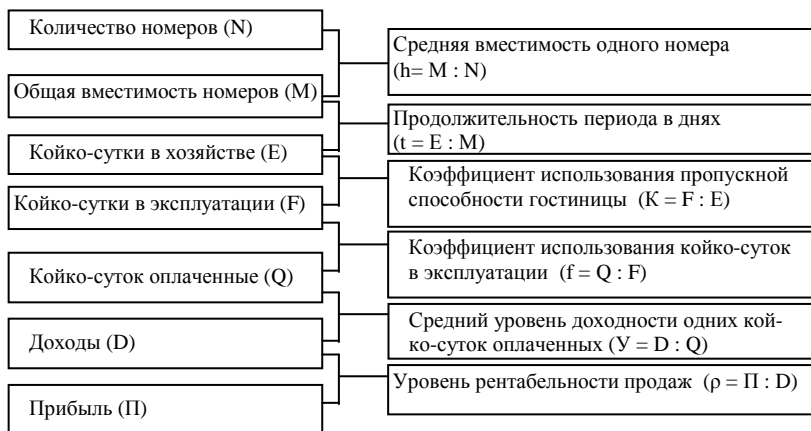 Количество номеров (N)
Общая вместимость номеров (M)
Койко-сутки в хозяйстве (E)
Койко-сутки в эксплуатации (F)
Койко-суток оплаченные (Q)
Доходы (D)
Прибыль (П)
Средняя вместимость одного номера
(h= M : N)
Продолжительность периода в днях
(t = E : M)
Коэффициент использования пропускной
способности гостиницы (К = F : E)
Коэффициент использования койко-суток
в эксплуатации (f = Q : F)
Средний уровень доходности одних кой-
ко-суток оплаченных (У = D : Q)
Уровень рентабельности продаж (ρ = П : D)